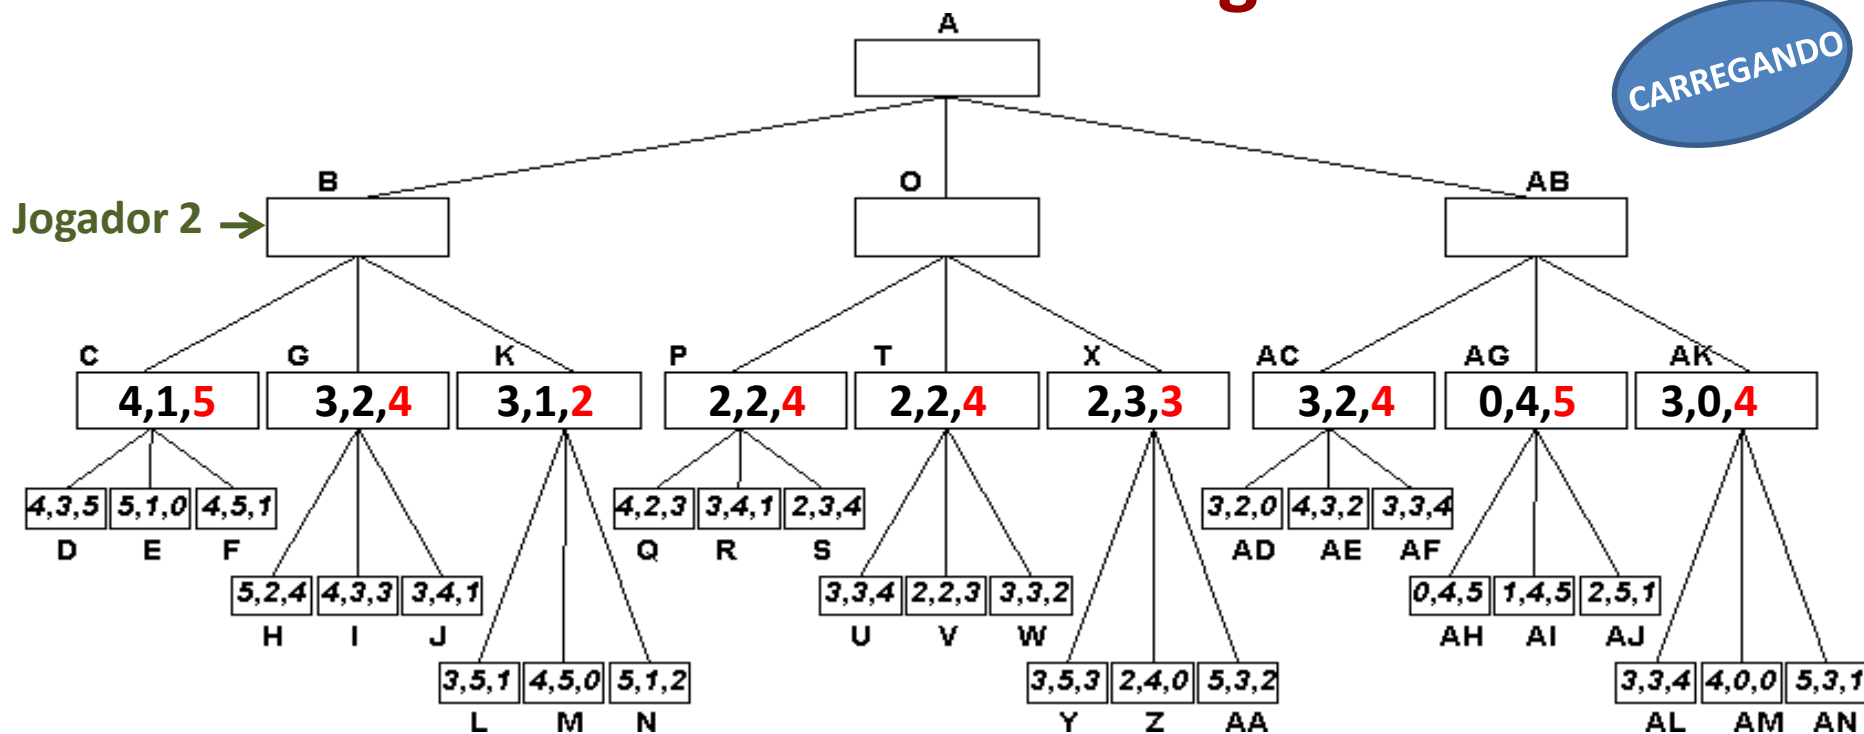 g
A
CARREGANDO
B O AB
Jogador 2
C G K P T X AC AG AK
4,1,5 3,2,4 3,1,2 2,2,4 2,2,4 2,3,3 3,2,4 0,4,5 3,0,4
4,3,5 5,1,0 4,5,1 4,2,3 3,4,1 2,3,4 3,2,0 4,3,2 3,3,4
D E F Q R S AD AE AF
5,2,4 4,3,3 3,4,1 3,3,4 2,2,3 3,3,2 0,4,5 1,4,5 2,5,1
H I J U V W AH AI AJ
3,5,1 4,5,0 5,1,2 3,5,3 2,4,0 5,3,2 3,3,4 4,0,0 5,3,1
L M N Y Z AA AL AM AN